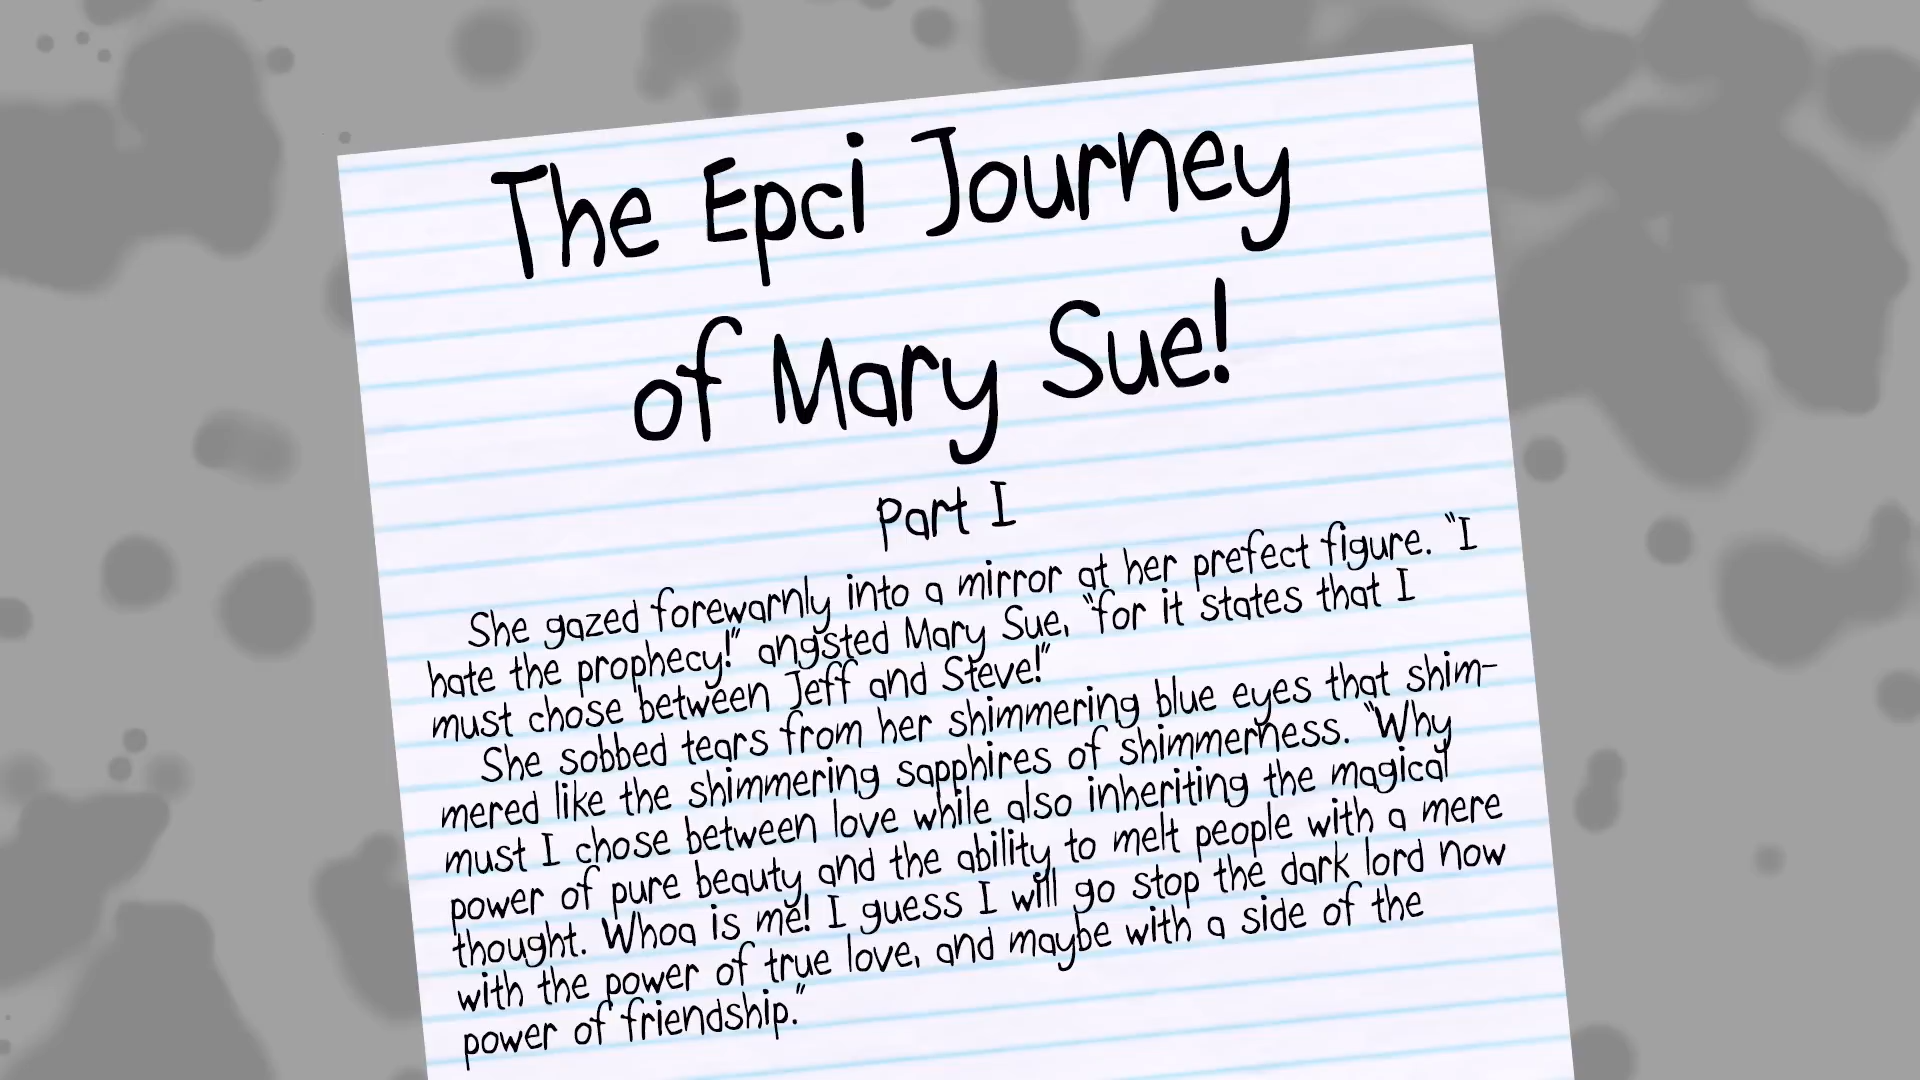 The Epci Journey
of Mary Sue!
Part I
She gazed forewarnly into a mirror at her prefect figure. "I
hate the prophecy!" angsted Mary Sue, "for it states that I
must chose between Jeff and Steve!"
She sobbed tears from her shimmering blue eyes that shim-
mered like the shimmering sapphires of shimmerness. "Why
must I chose between love while also inheriting the magical
power of pure beauty and the ability to melt people with a mere
thought. Whoa is me! I guess I will go stop the dark lord now
with the power of true love, and maybe with a side of the
power of friendship."